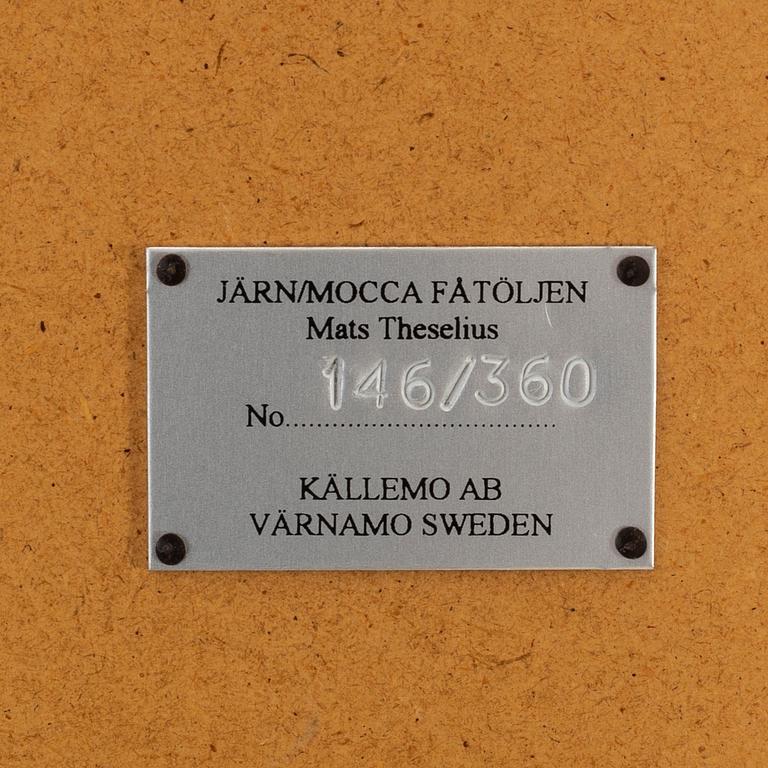 JÄRN/MOCCA FÅTÖLJEN
Mats Theselius
146/360
No...................................
KÄLLEMO AB
VÄRNAMO SWEDEN